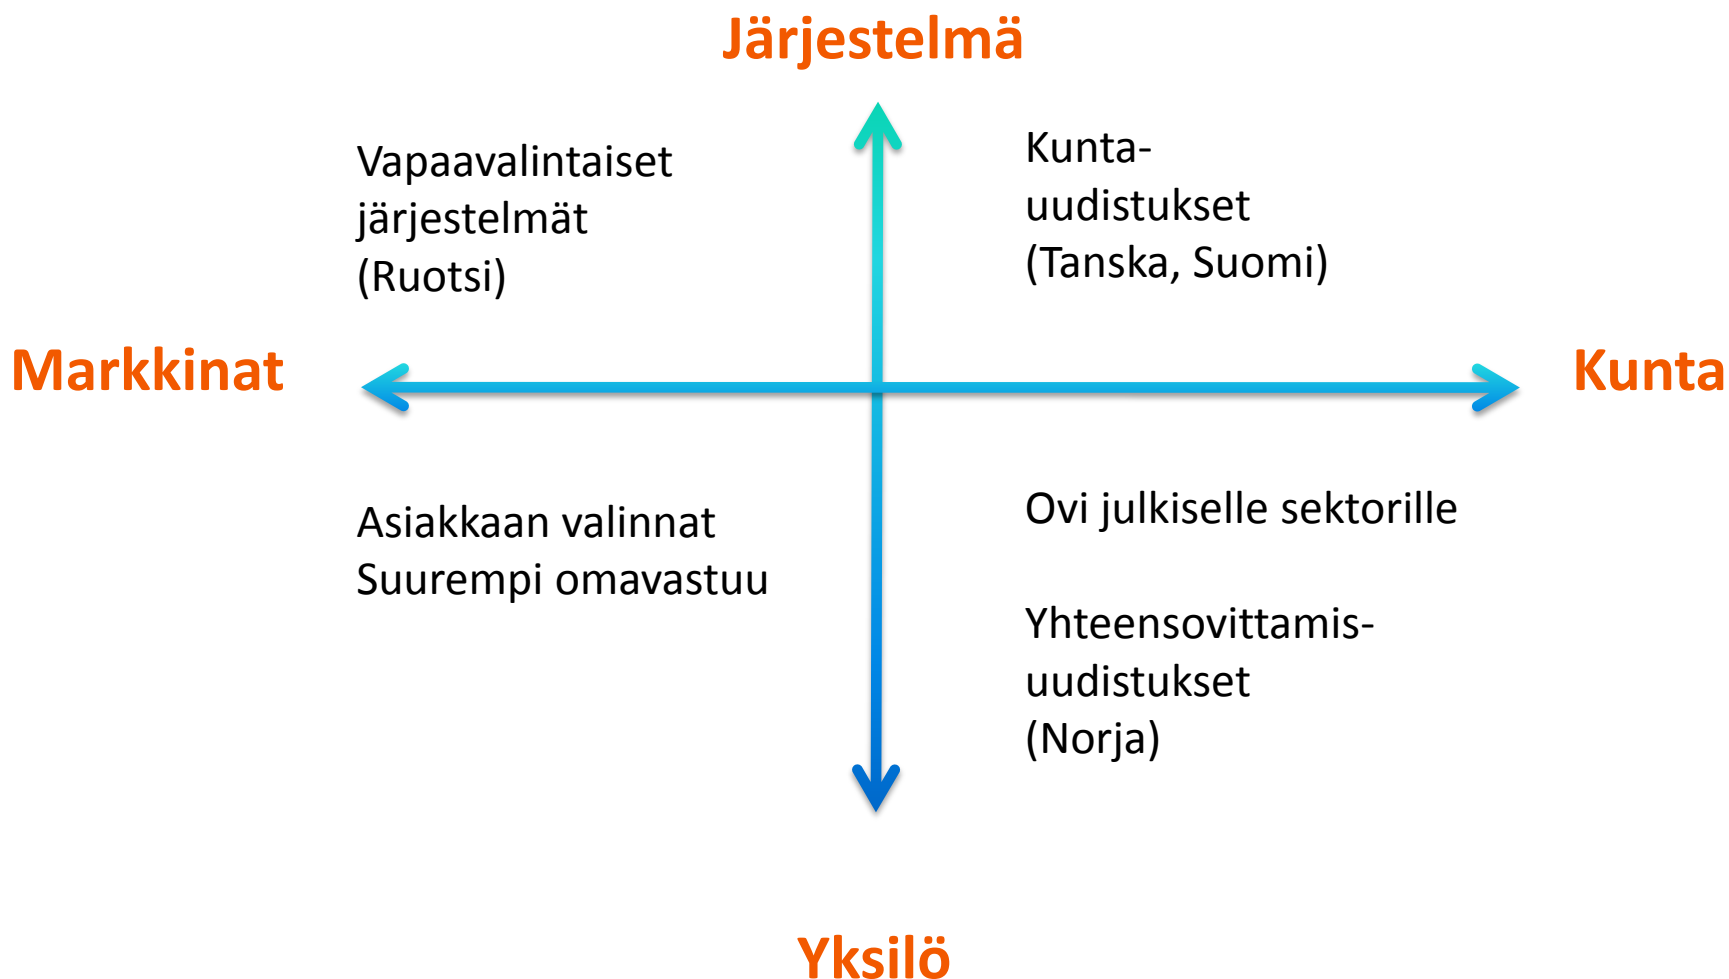 Järjestelmä
Vapaavalintaiset
järjestelmät
(Ruotsi)
Kunta-
uudistukset
(Tanska, Suomi)
Markkinat
Kunta
Asiakkaan valinnat
Suurempi omavastuu
Ovi julkiselle sektorille
Yhteensovittamis-
uudistukset
(Norja)
Yksilö